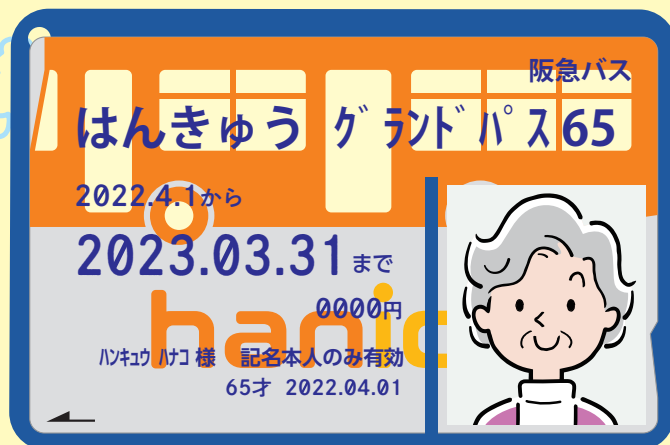 阪急バス
はんきゅう グランドパス65
2022.4.1から
2023.03.31まで
0000円
hanic
ハンキュウ ハナコ 様 記名本人のみ有効
65才 2022.04.01